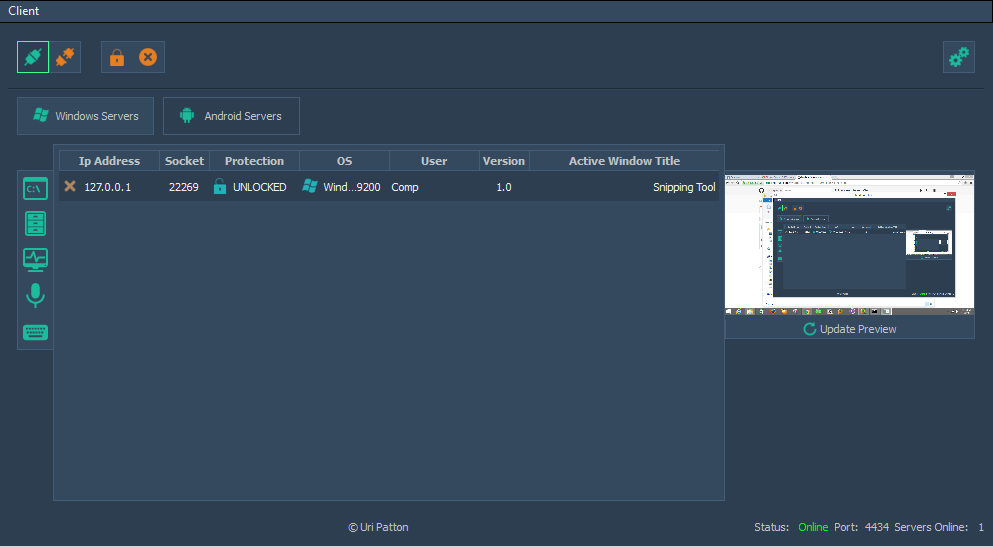 Client
Windows Servers
Android Servers
Ip Address Socket Protection OS User Version Active Window Title
127.0.0.1 22269 UNLOCKED Wind...9200 Comp 1.0 Snipping Tool
C:\
Update Preview
© Uri Patton
Status: Online Port: 4434 Servers Online: 1